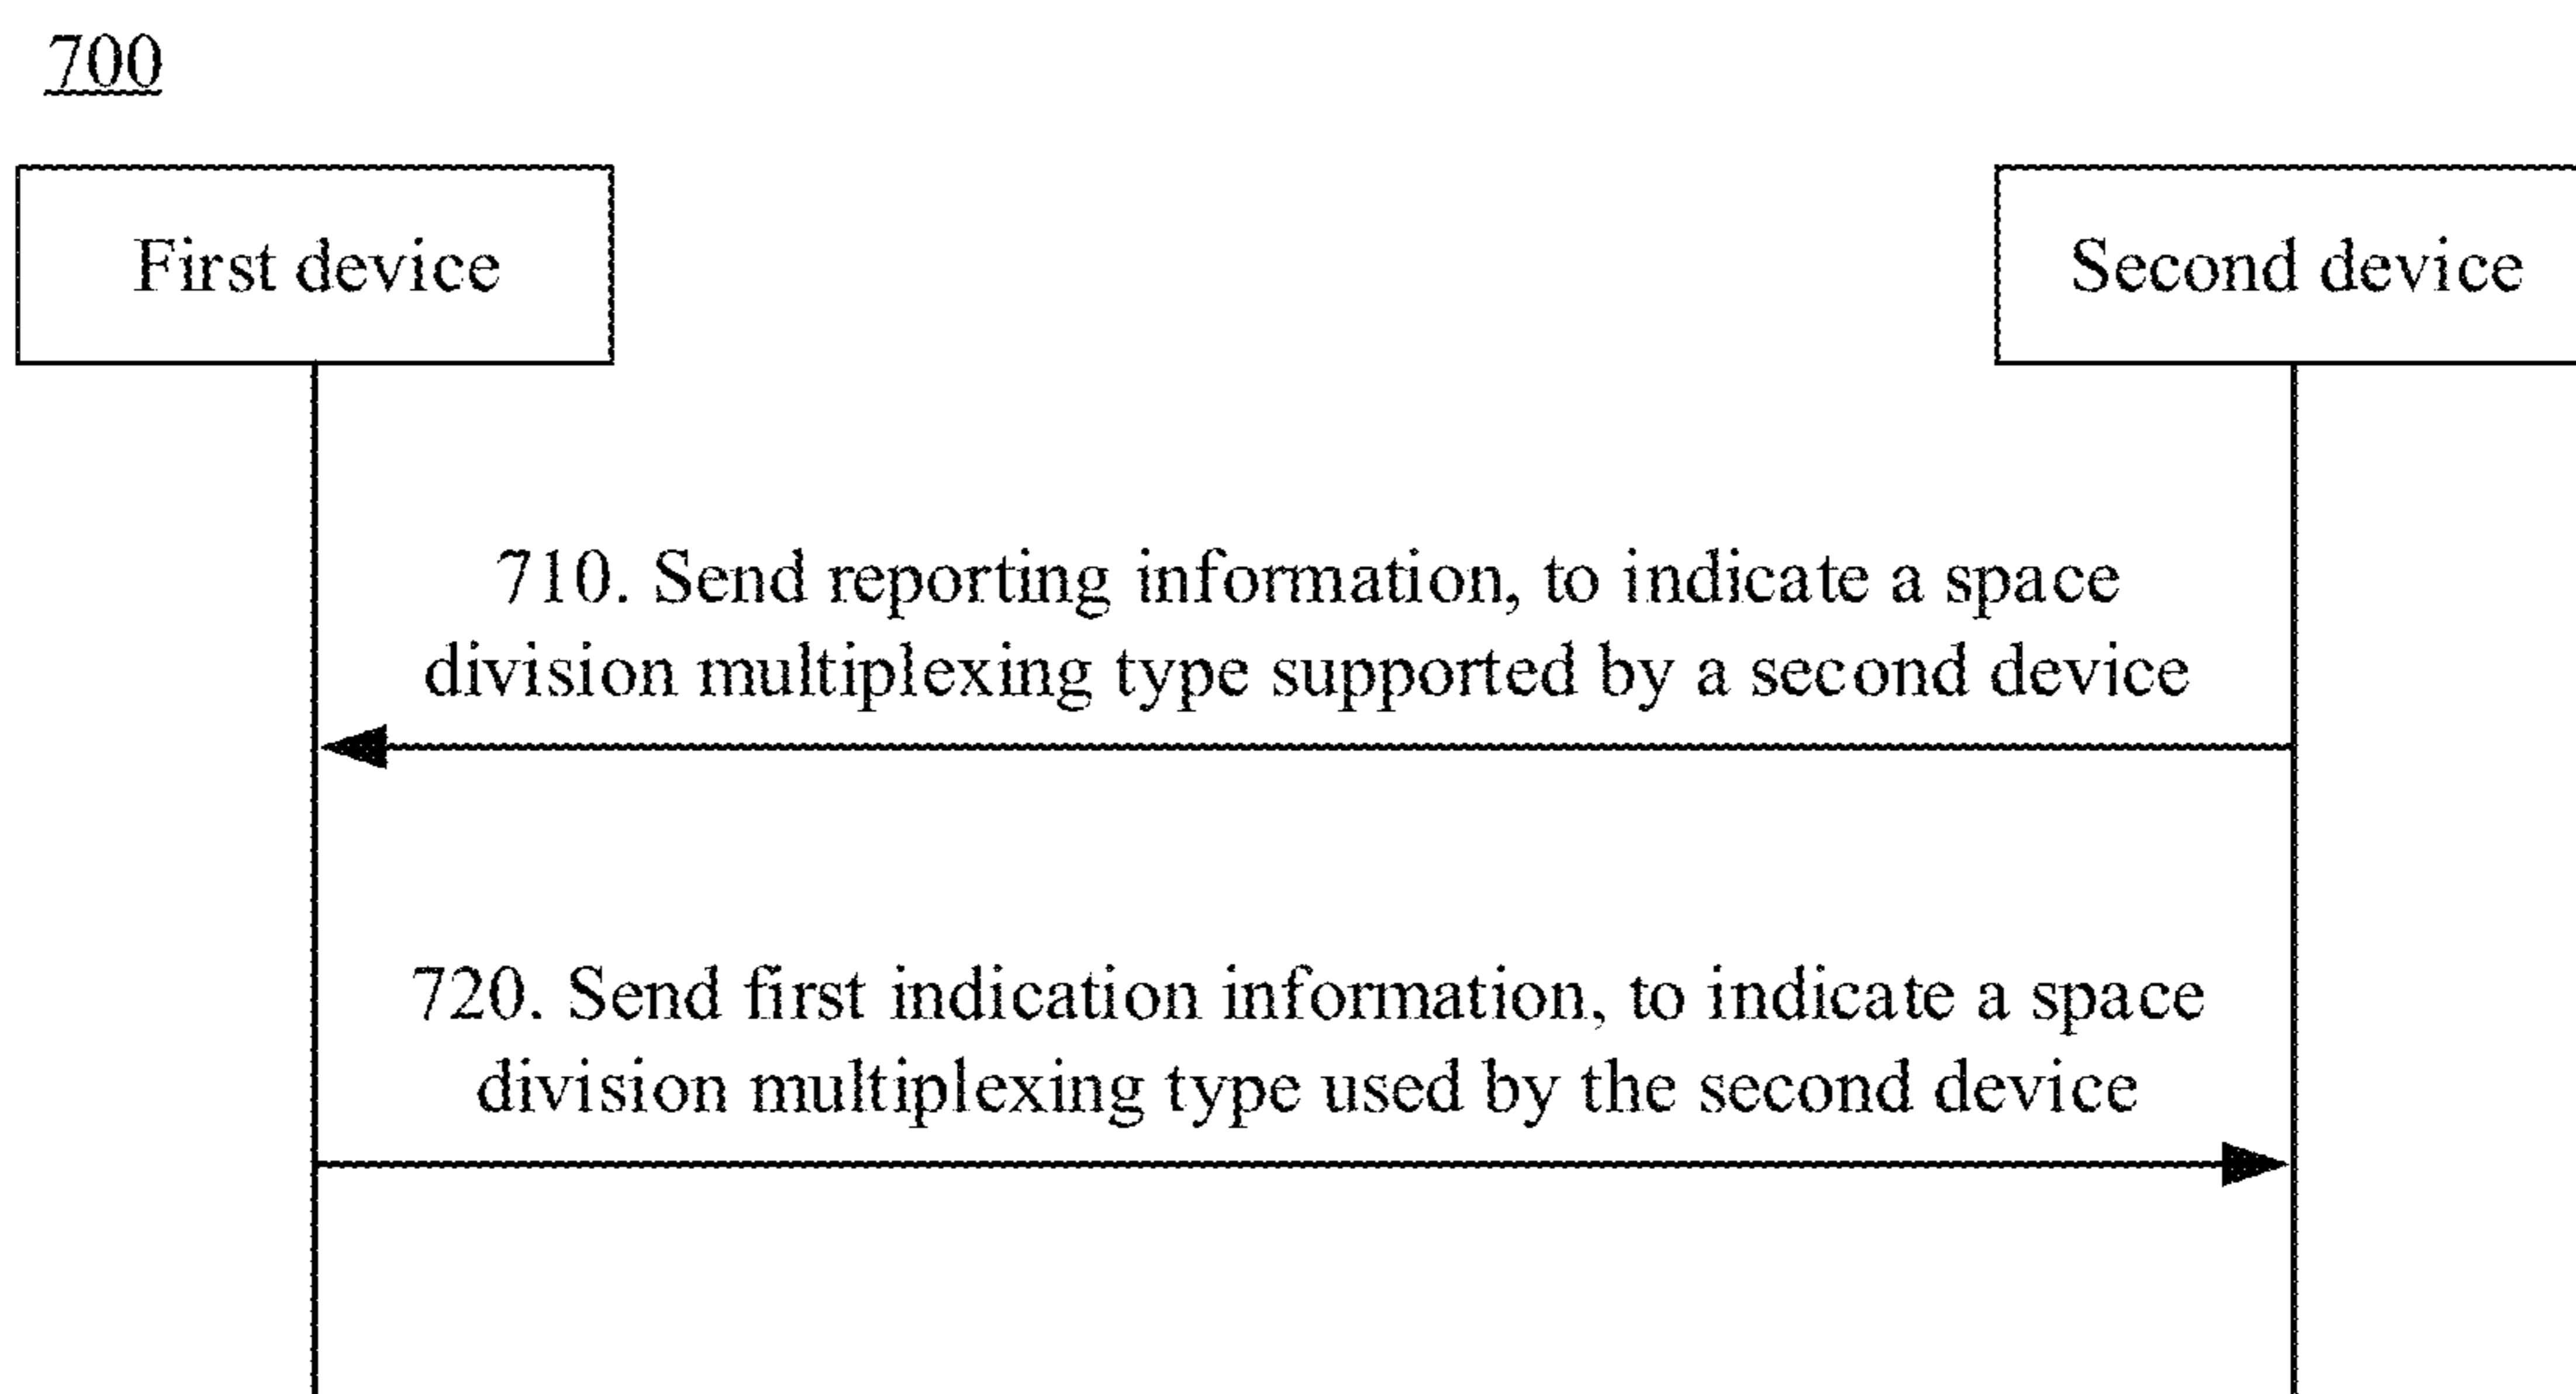 700
First device
Second device
710. Send reporting information, to indicate a space
division multiplexing type supported by a second device
720. Send first indication information, to indicate a space
division multiplexing type used by the second device